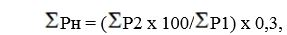 ΣPн = (ΣP2 x 100/ΣP1) x 0,3,